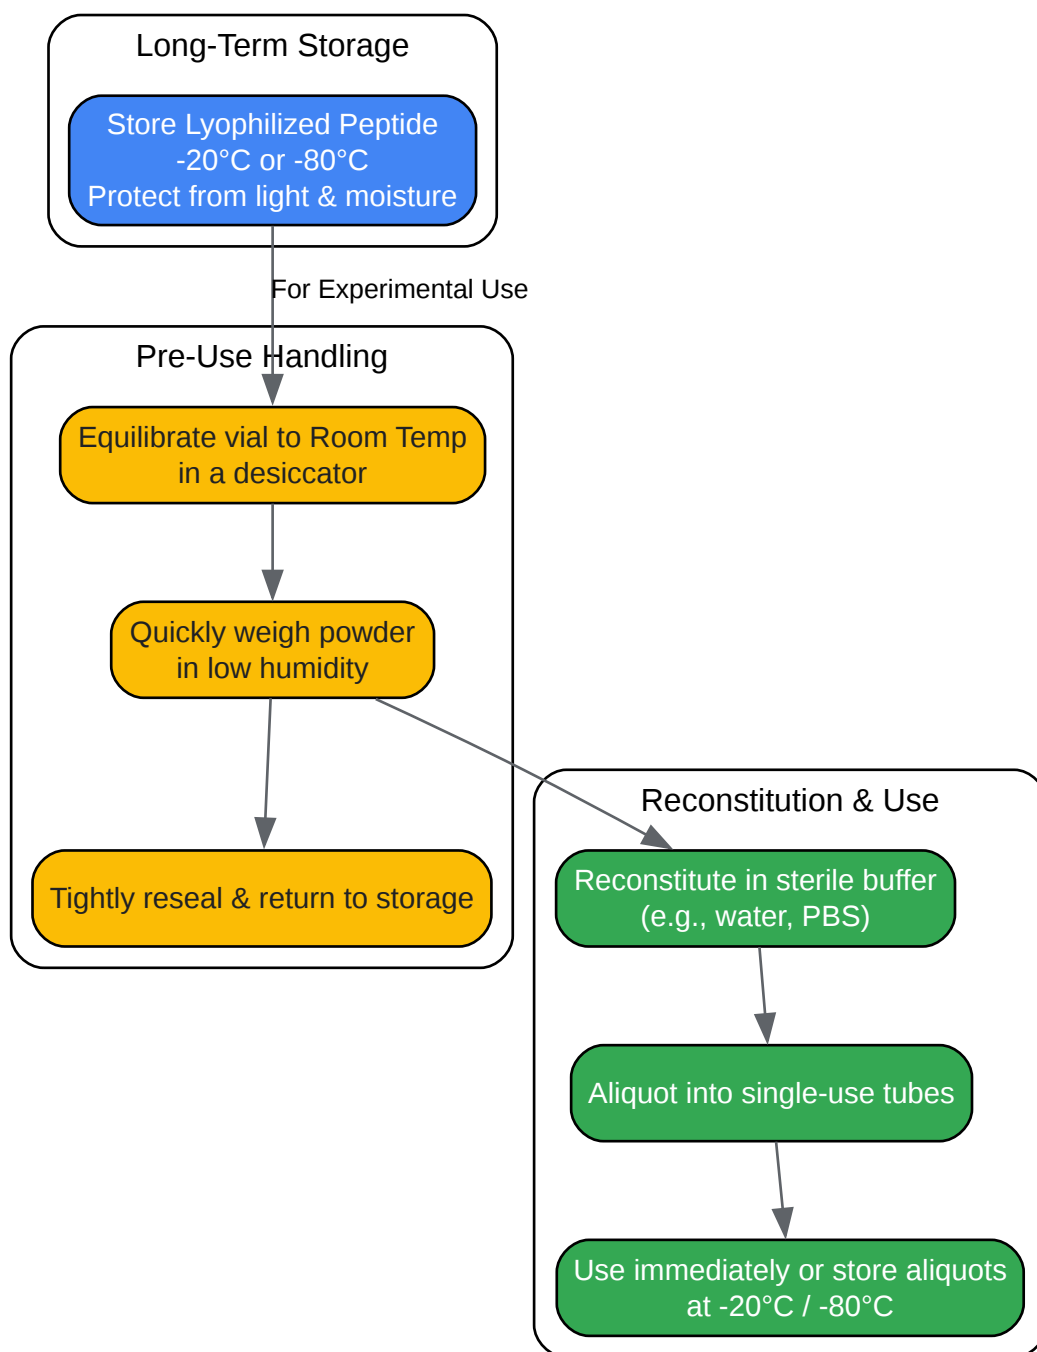 Long-Term Storage
Store Lyophilized Peptide
-20°C or -80°C
Protect from light & moisture
For Experimental Use
Pre-Use Handling
Equilibrate vial to Room Temp
in a desiccator
Quickly weigh powder
in low humidity
Tightly reseal & return to storage
Reconstitution & Use
Reconstitute in sterile buffer
(e.g., water, PBS)
Aliquot into single-use tubes
Use immediately or store aliquots
at -20°C / -80°C